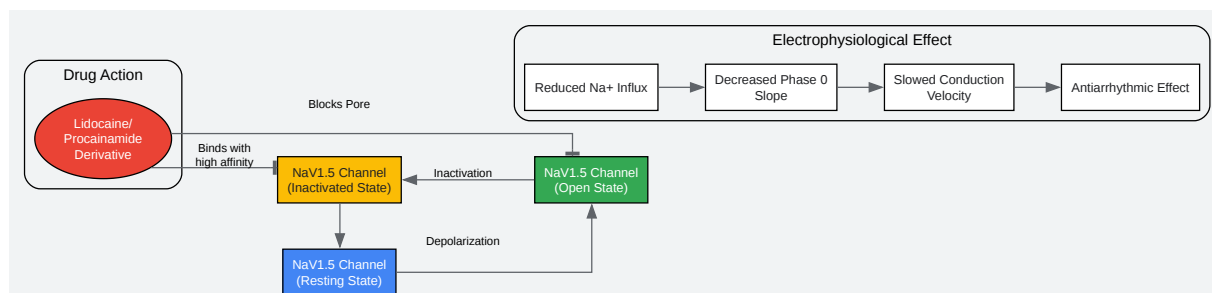 Drug Action
Lidocaine/
Procainamide
Derivative
Blocks Pore
Binds with
high affinity
NaV1.5 Channel
(Inactivated State)
Inactivation
NaV1.5 Channel
(Open State)
Depolarization
NaV1.5 Channel
(Resting State)
Electrophysiological Effect
Reduced Na+ Influx
Decreased Phase 0
Slope
Slowed Conduction
Velocity
Antiarrhythmic Effect